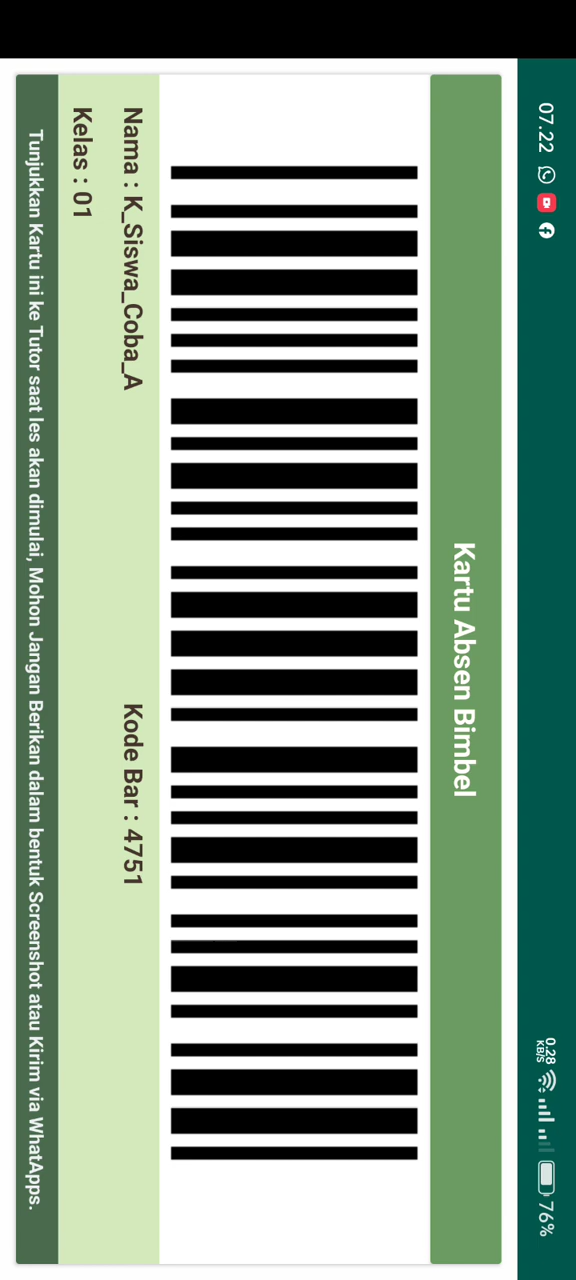 07.22
0.28
KB/S
76%
Kartu Absen Bimbel
Nama : K_Siswa_Coba_A
Kode Bar : 4751
Kelas : 01
Tunjukkan Kartu ini ke Tutor saat les akan dimulai, Mohon Jangan Berikan dalam bentuk Screenshot atau Kirim via WhatApps.